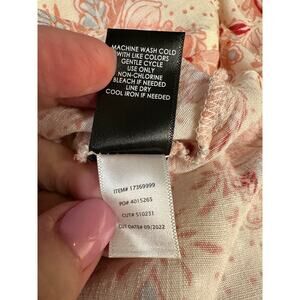 MACHINE WASH COLD
WITH LIKE COLORS
GENTLE CYCLE
USE ONLY
NON-CHLORINE
BLEACH IF NEEDED
LINE DRY
COOL IRON IF NEEDED
ITEM# 17369999
PO# 4015265
CUT# 510231
CUT DATE# 09/2022